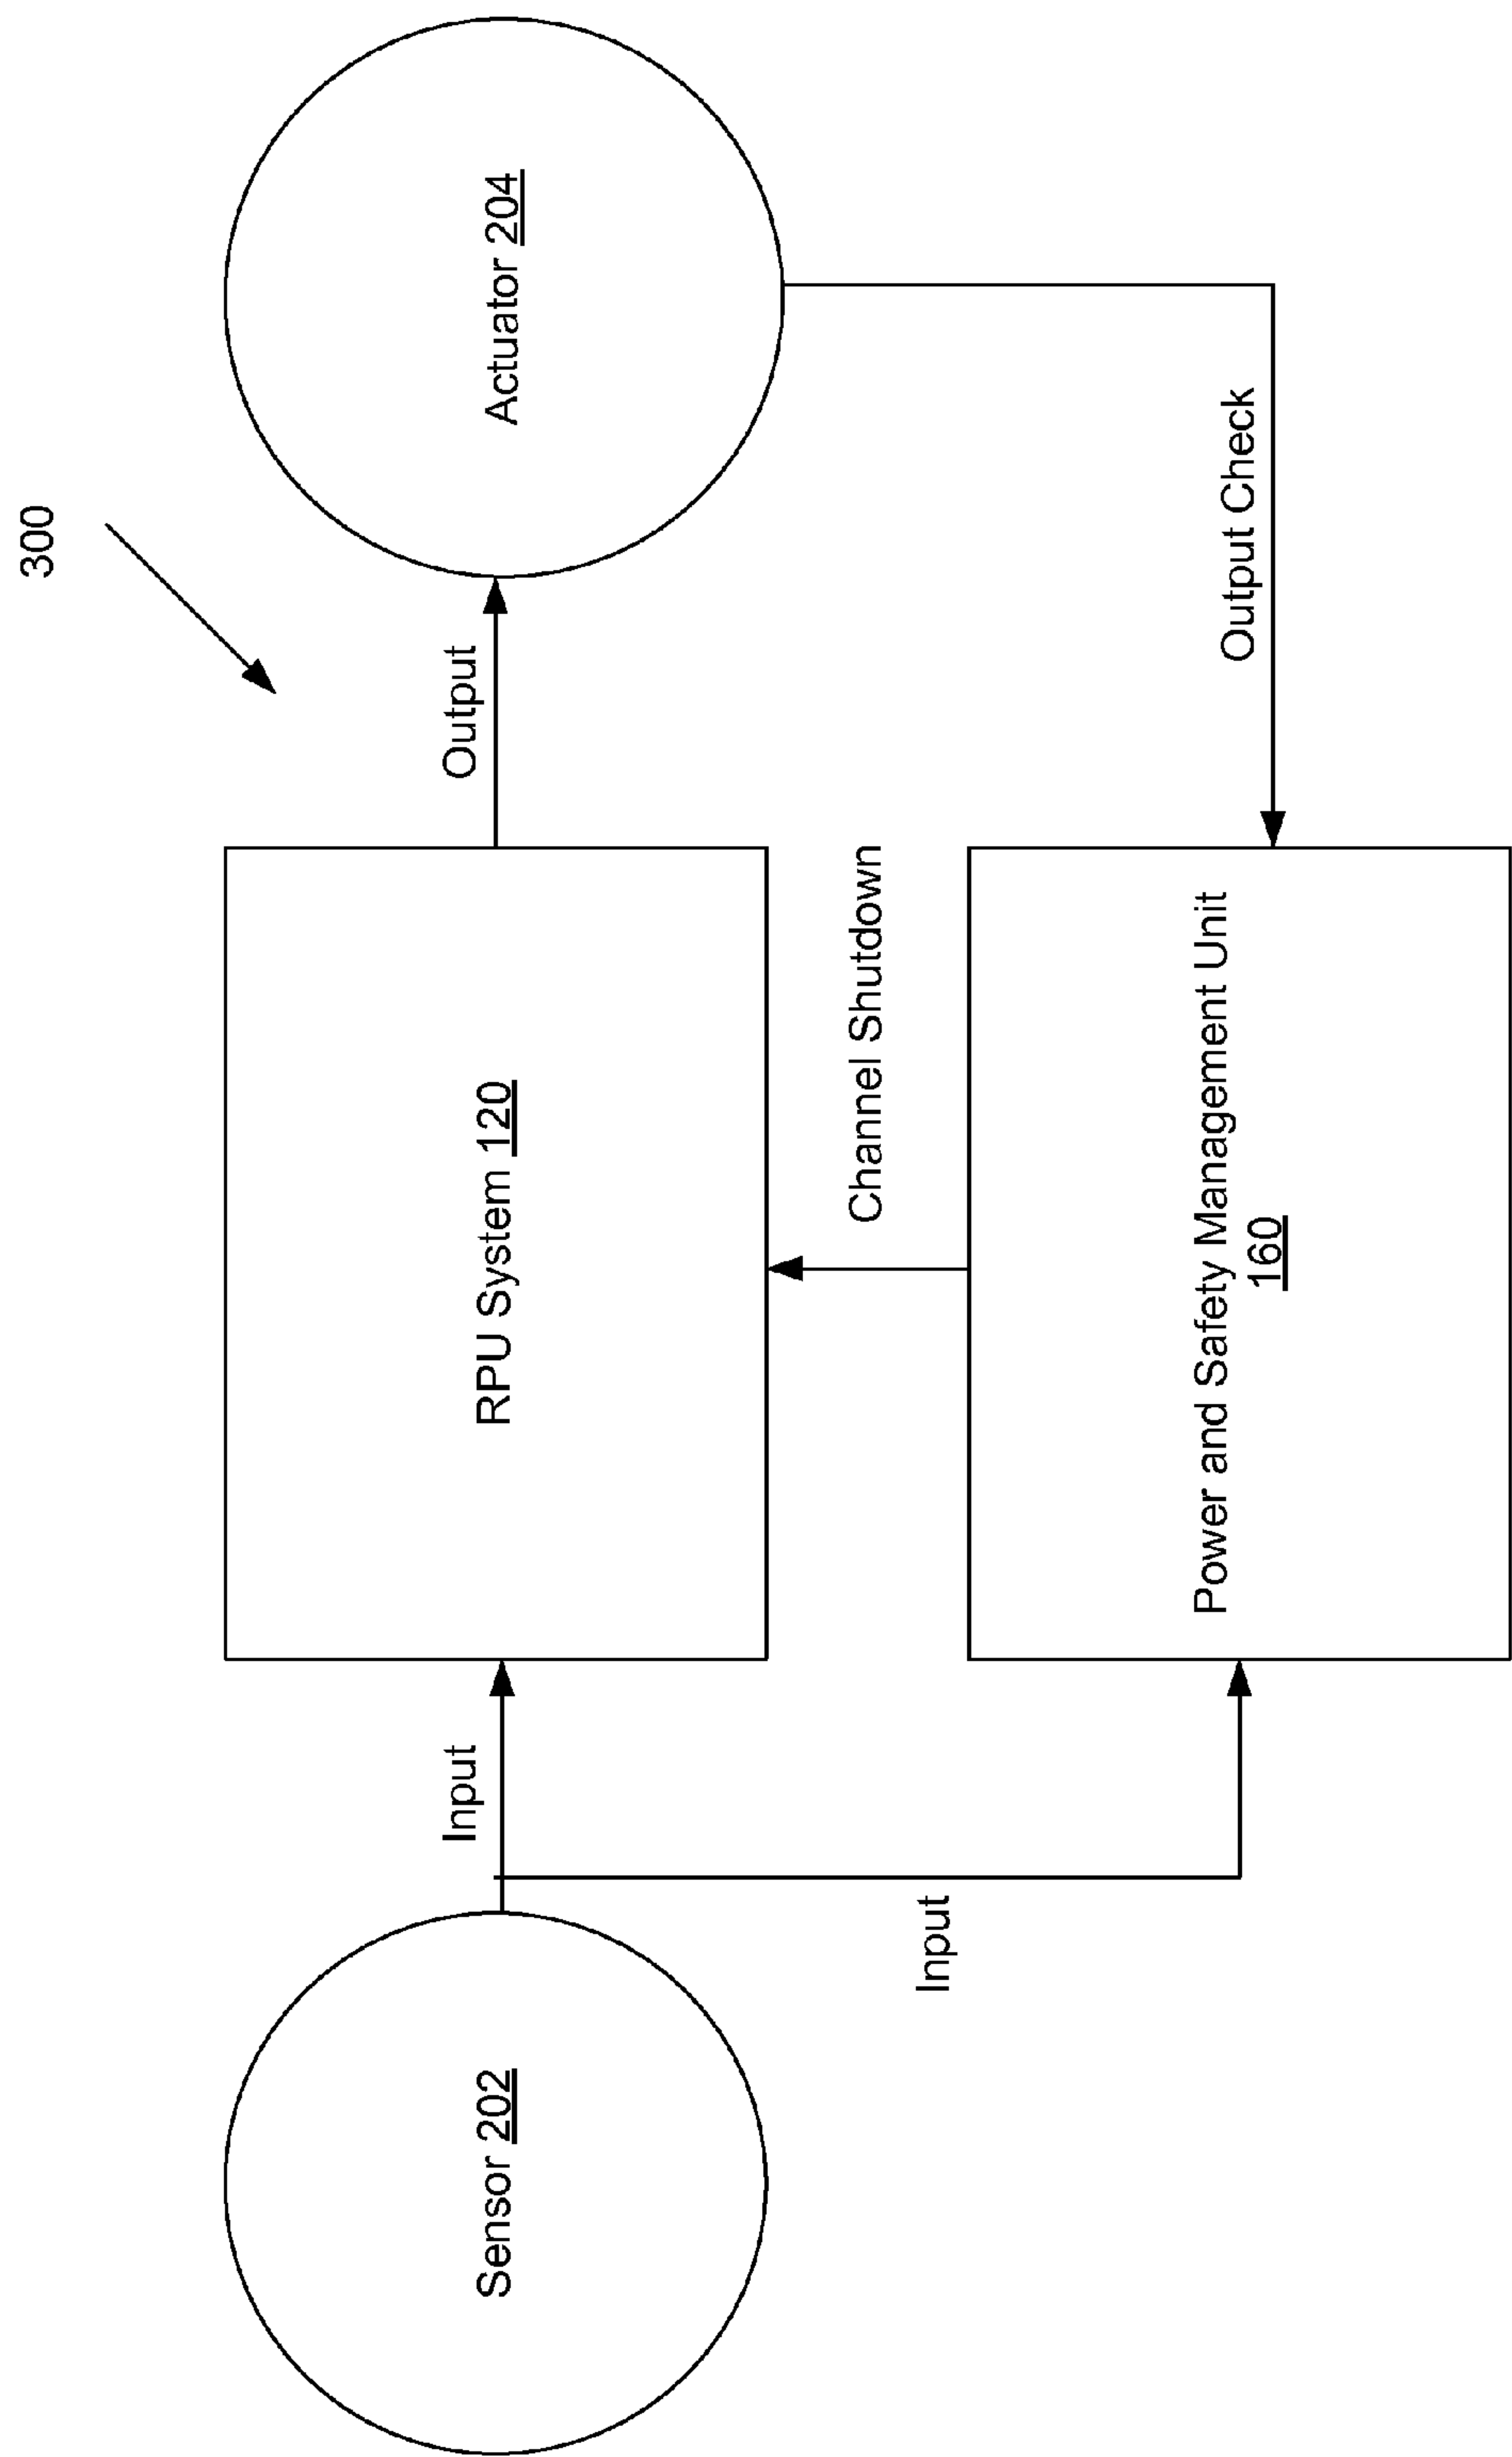 300
Sensor 202
Input
RPU System 120
Output
Actuator 204
Input
Channel Shutdown
Power and Safety Management Unit
160
Output Check